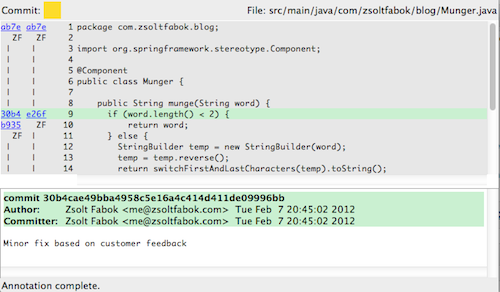 Commit: File: src/main/java/com/zsoltfabok/blog/Munger.java
ab7e ab7e 1 package com.zsoltfabok.blog;
ZF ZF 2
| | 3 import org.springframework.stereotype.Component;
| | 4
| | 5 @Component
| | 6 public class Munger {
| | 7
| | 8 public String munge(String word) {
30b4 e26f 9 if (word.length() < 2) {
b935 ZF 10 return word;
ZF | 11 } else {
| | 12 StringBuilder temp = new StringBuilder(word);
| | 13 temp = temp.reverse();
| | 14 return switchFirstAndLastCharacters(temp).toString();
commit 30b4cae49bba4958c5e16a4c414d411de09996bb
Author: Zsolt Fabok <me@zsoltfabok.com> Tue Feb 7 20:45:02 2012
Committer: Zsolt Fabok <me@zsoltfabok.com> Tue Feb 7 20:45:02 2012
Minor fix based on customer feedback
Annotation complete.